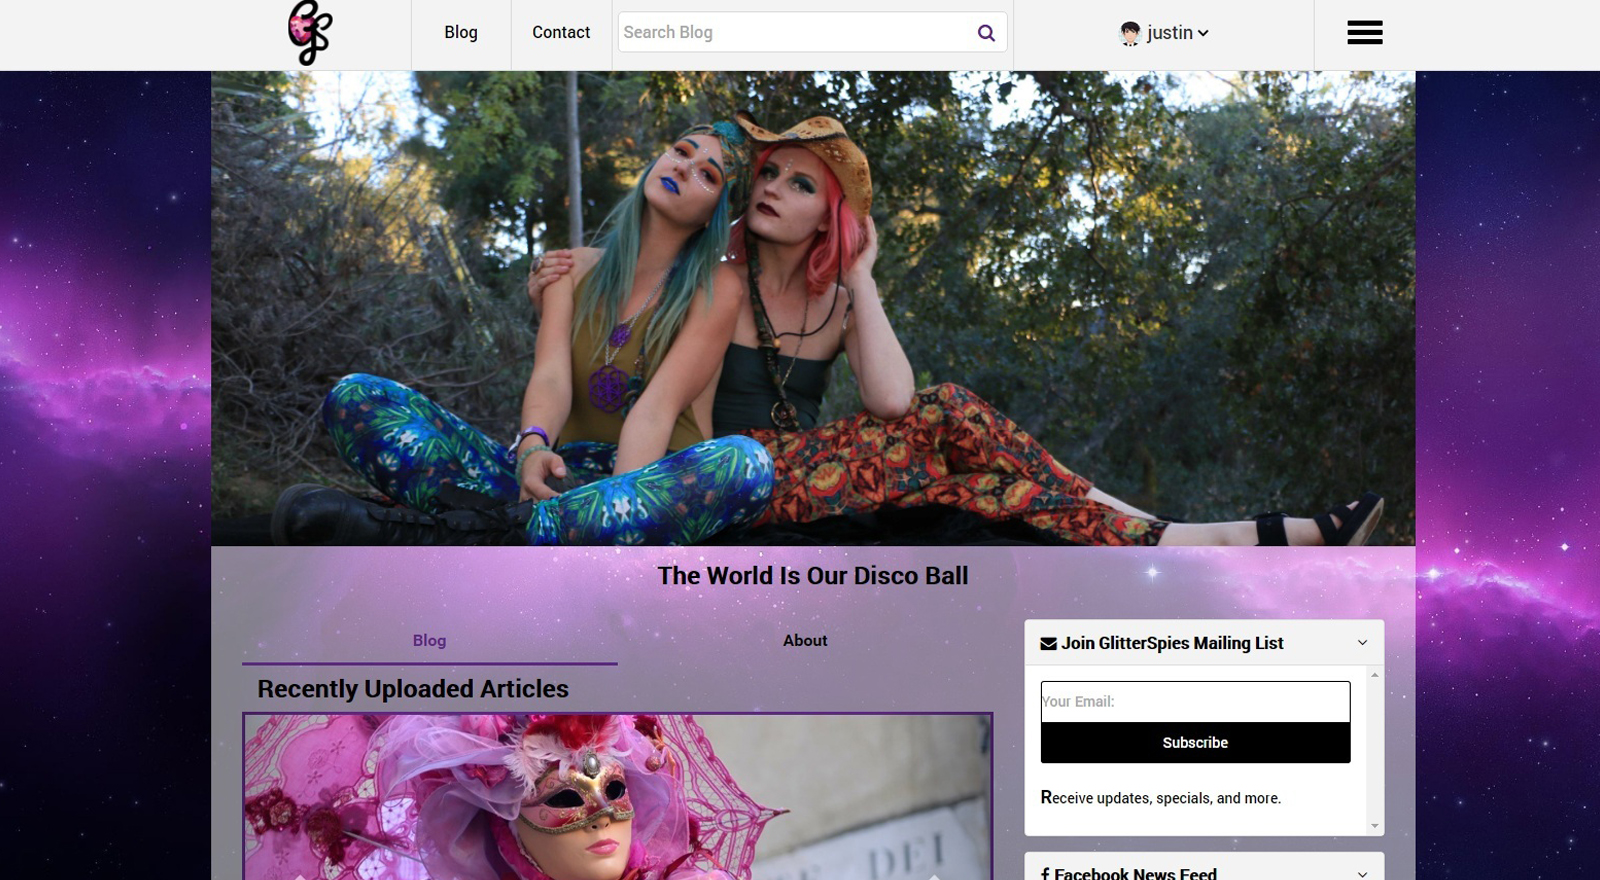 Blog
Contact
Search Blog
justin
The World Is Our Disco Ball
Blog
About
Recently Uploaded Articles
DEI
Join GlitterSpies Mailing List
Your Email:
Subscribe
Receive updates, specials, and more.
Facebook News Feed